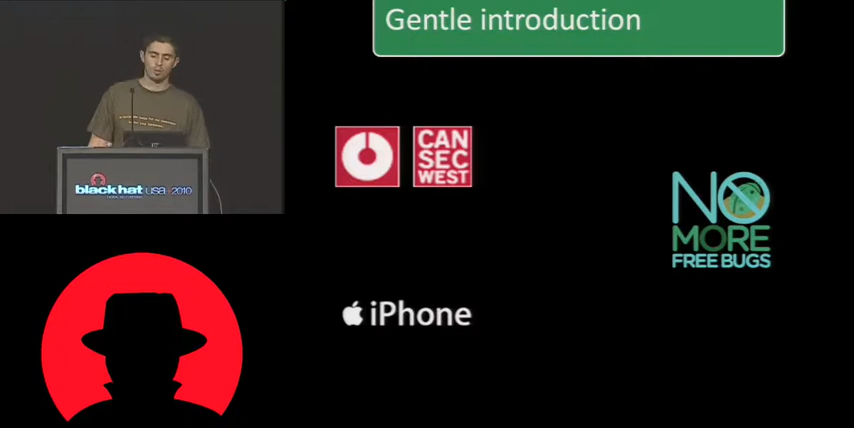 Gentle introduction
CAN
SEC
WEST
NO
MORE
FREE BUGS
black hat USA 2010
iPhone